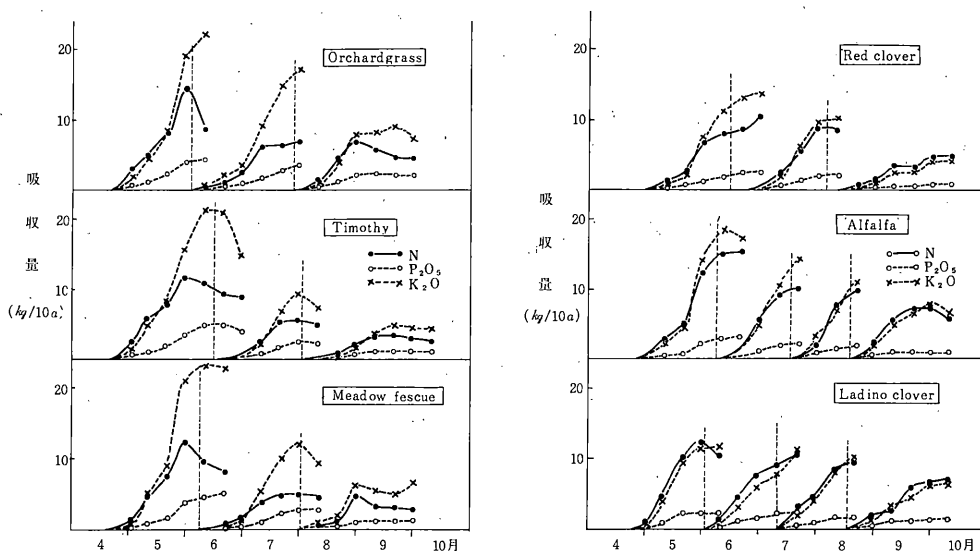 20
10
Orchardgrass
吸
収
量
(kg/10a)
20
10
Timothy
N
P₂O₅
K₂O
20
10
Meadow fescue
4 5 6 7 8 9 10月
20
10
Red clover
吸
収
量
(kg/10a)
20
10
Alfalfa
N
P₂O₅
K₂O
20
10
Ladino clover
4 5 6 7 8 9 10月